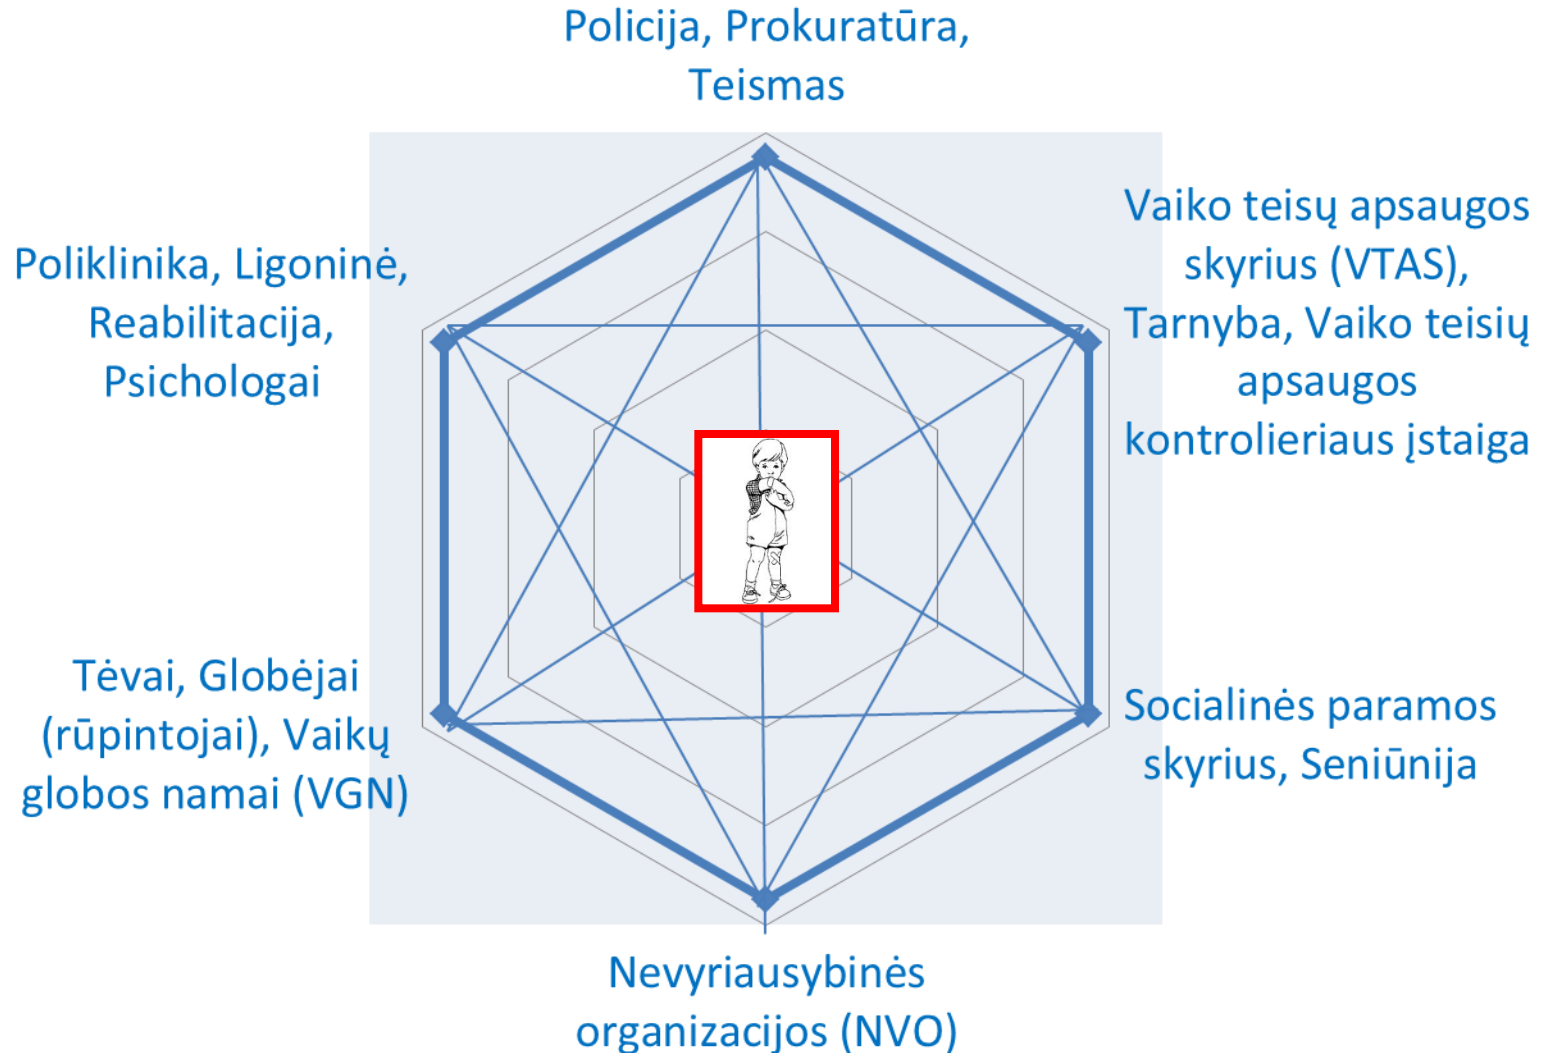 Policija, Prokuratūra,
Teismas
Vaiko teisų apsaugos
skyrius (VTAS),
Tarnyba, Vaiko teisių
apsaugos
kontrolieriaus įstaiga
Poliklinika, Ligoninė,
Reabilitacija,
Psichologai
Tėvai, Globėjai
(rūpintojai), Vaikų
globos namai (VGN)
Socialinės paramos
skyrius, Seniūnija
Nevyriausybinės
organizacijos (NVO)